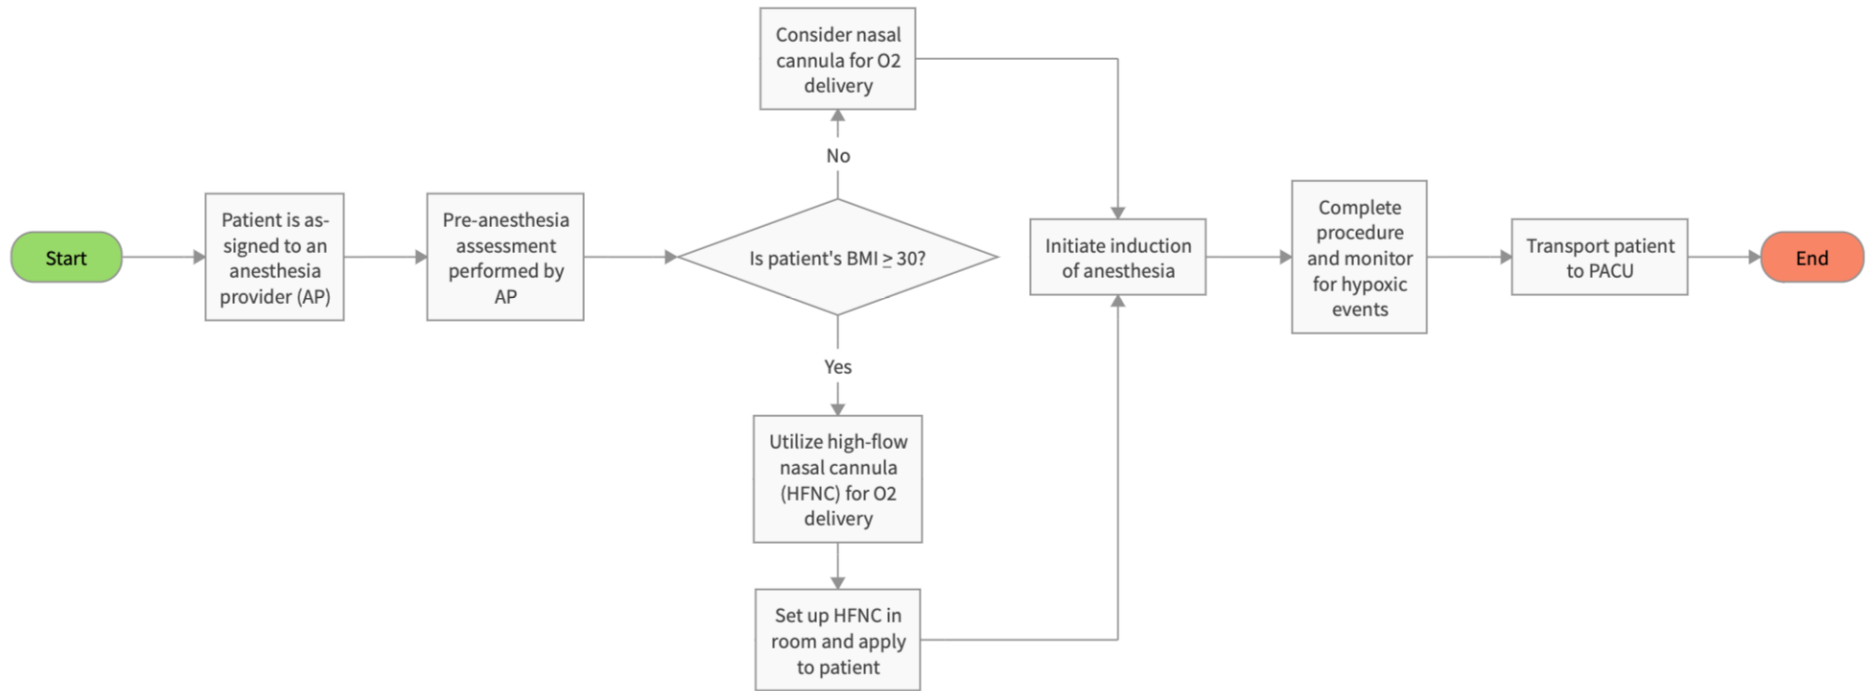 Start
Patient is as-
signed to an
anesthesia
provider (AP)
Pre-anesthesia
assessment
performed by
AP
Is patient's BMI ≥ 30?
No
Consider nasal
cannula for O2
delivery
Yes
Utilize high-flow
nasal cannula
(HFNC) for O2
delivery
Set up HFNC in
room and apply
to patient
Initiate induction
of anesthesia
Complete
procedure
and monitor
for hypoxic
events
Transport patient
to PACU
End